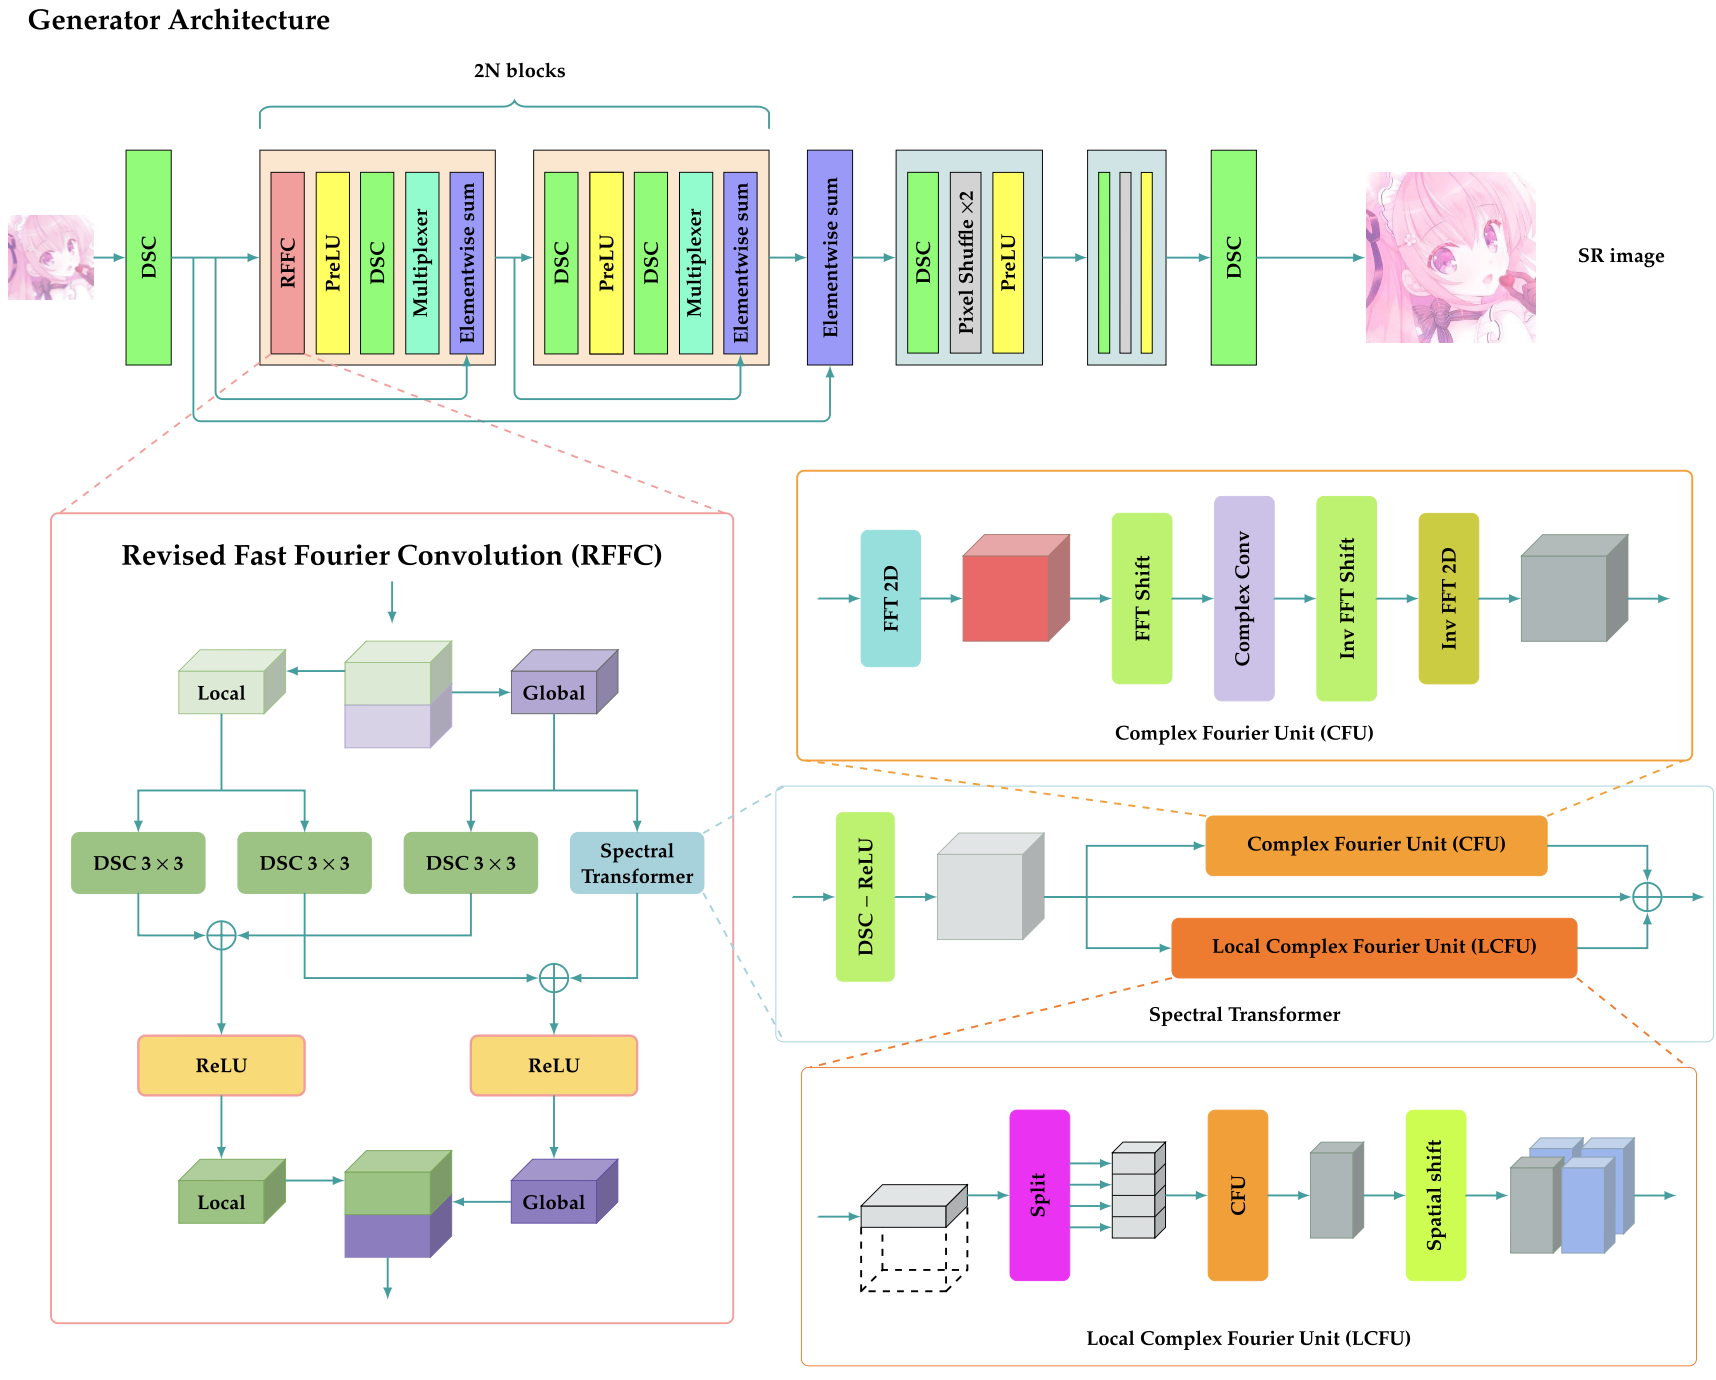 Generator Architecture
2N blocks
DSC
RFFC
PreLU
DSC
Multiplexer
Elementwise sum
DSC
PreLU
DSC
Multiplexer
Elementwise sum
Elementwise sum
DSC
Pixel Shuffle ×2
PreLU
DSC
SR image
Revised Fast Fourier Convolution (RFFC)
Local
Global
DSC 3 × 3
DSC 3 × 3
DSC 3 × 3
Spectral
Transformer
ReLU
ReLU
Local
Global
FFT 2D
FFT Shift
Complex Conv
Inv FFT Shift
Inv FFT 2D
Complex Fourier Unit (CFU)
DSC – ReLU
Complex Fourier Unit (CFU)
Local Complex Fourier Unit (LCFU)
Spectral Transformer
Split
CFU
Spatial shift
Local Complex Fourier Unit (LCFU)